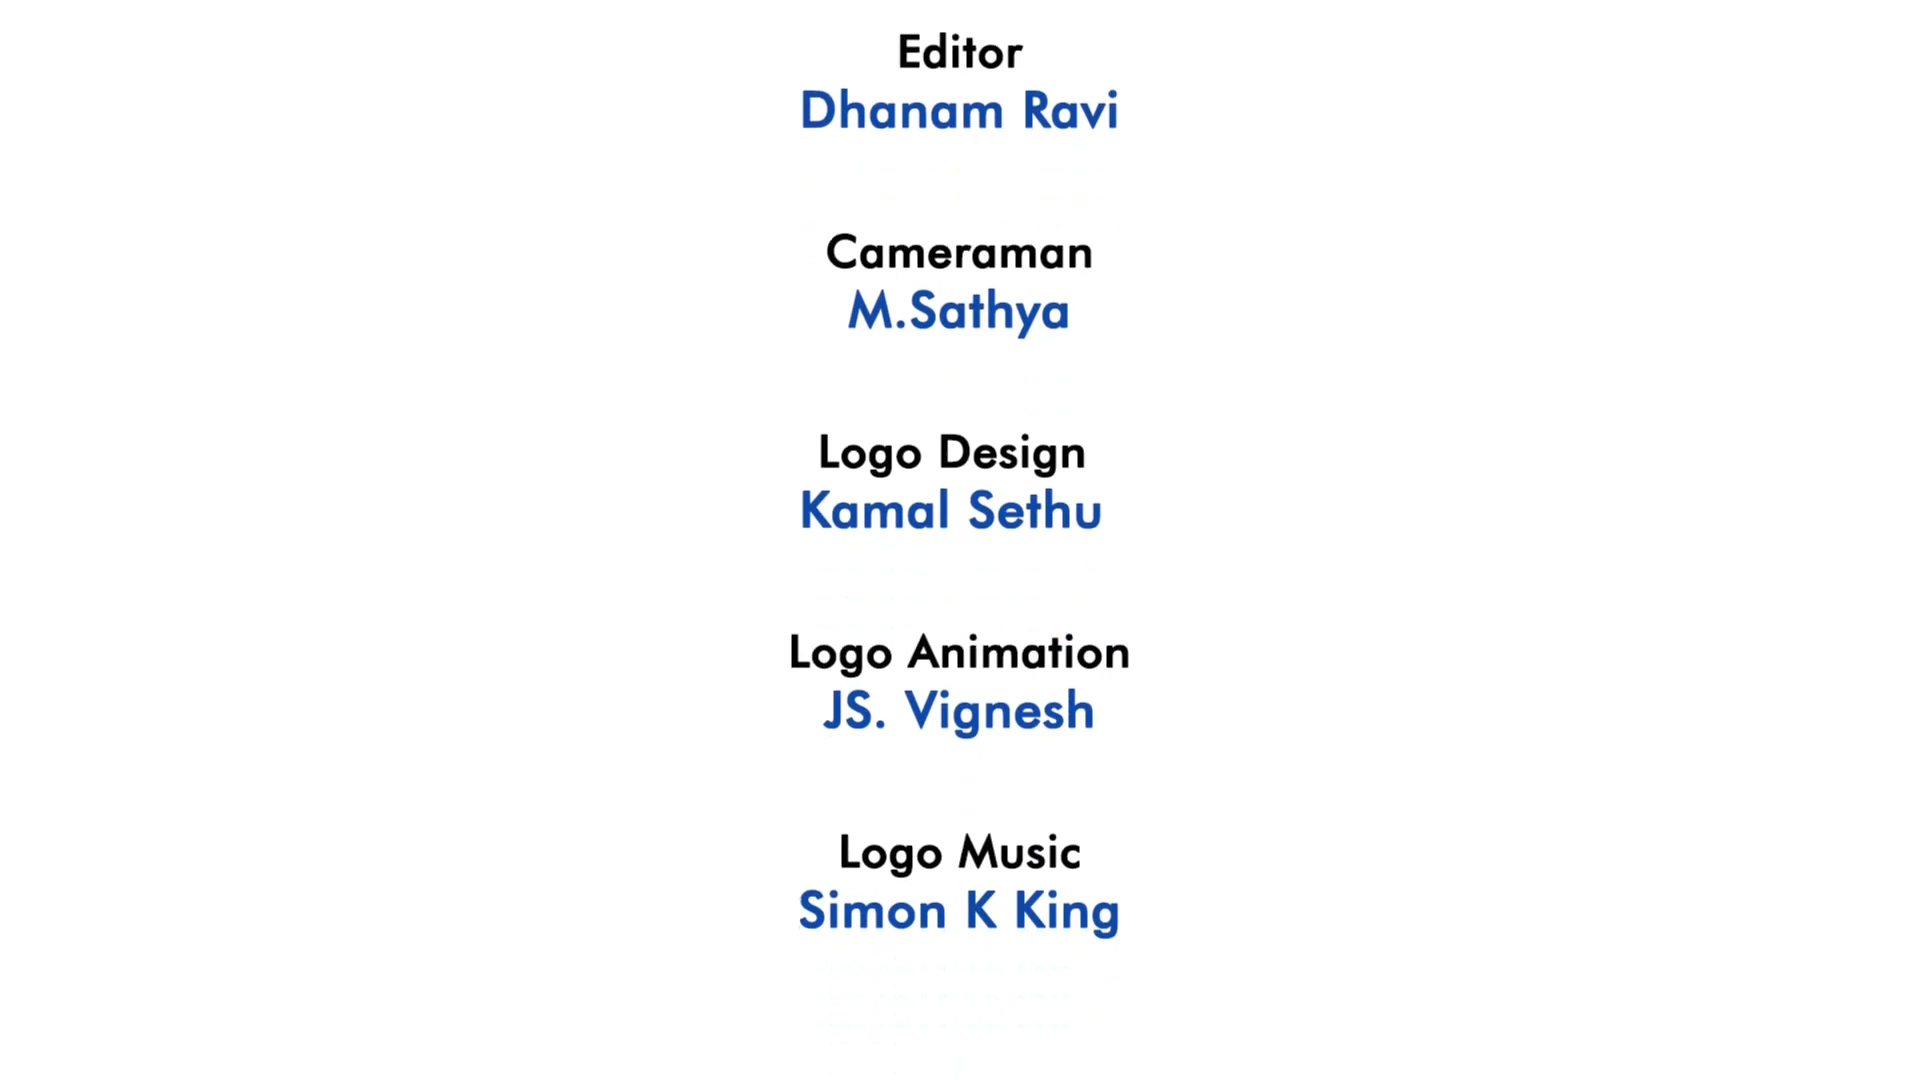 Editor
Dhanam Ravi
Cameraman
M.Sathya
Logo Design
Kamal Sethu
Logo Animation
JS. Vignesh
Logo Music
Simon K King